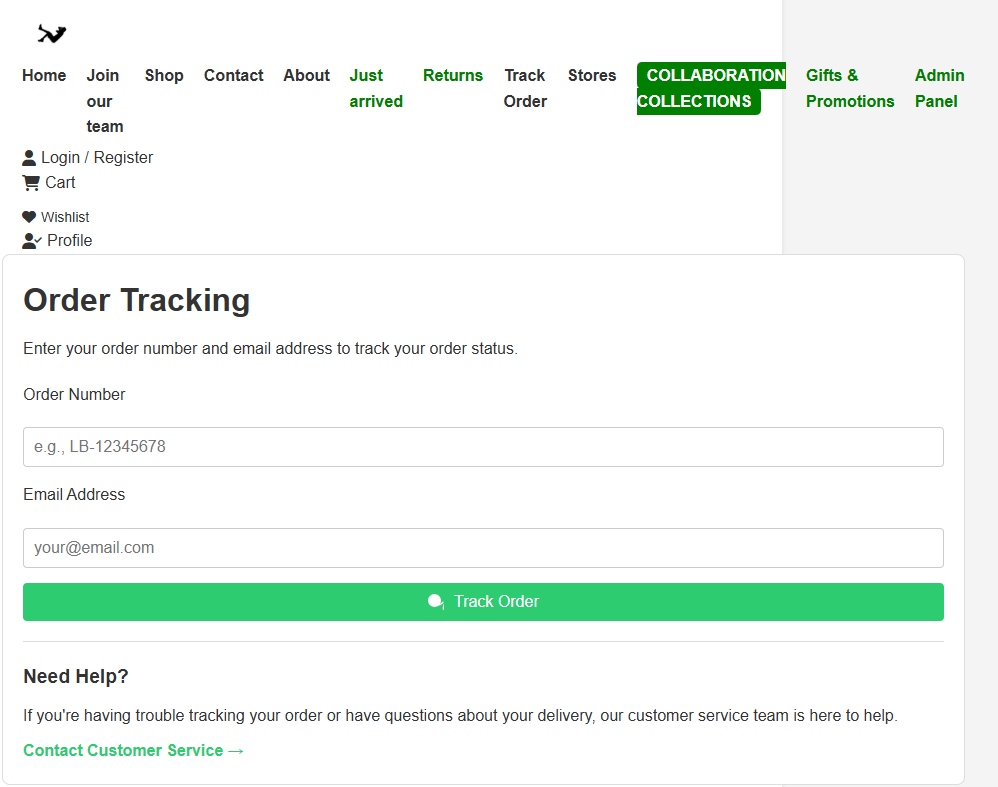 Home Join our team Shop Contact About Just arrived Returns Track Order Stores COLLABORATION COLLECTIONS Gifts & Promotions Admin Panel
Login / Register
Cart
Wishlist
Profile
Order Tracking
Enter your order number and email address to track your order status.
Order Number
e.g., LB-12345678
Email Address
your@email.com
Track Order
Need Help?
If you're having trouble tracking your order or have questions about your delivery, our customer service team is here to help.
Contact Customer Service →